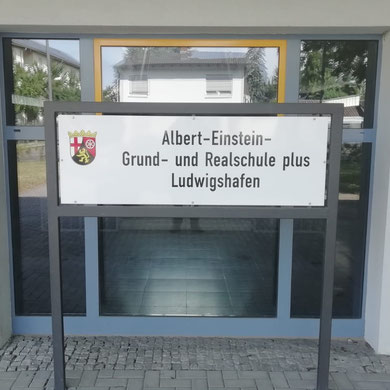 Albert-Einstein-
Grund- und Realschule plus
Ludwigshafen